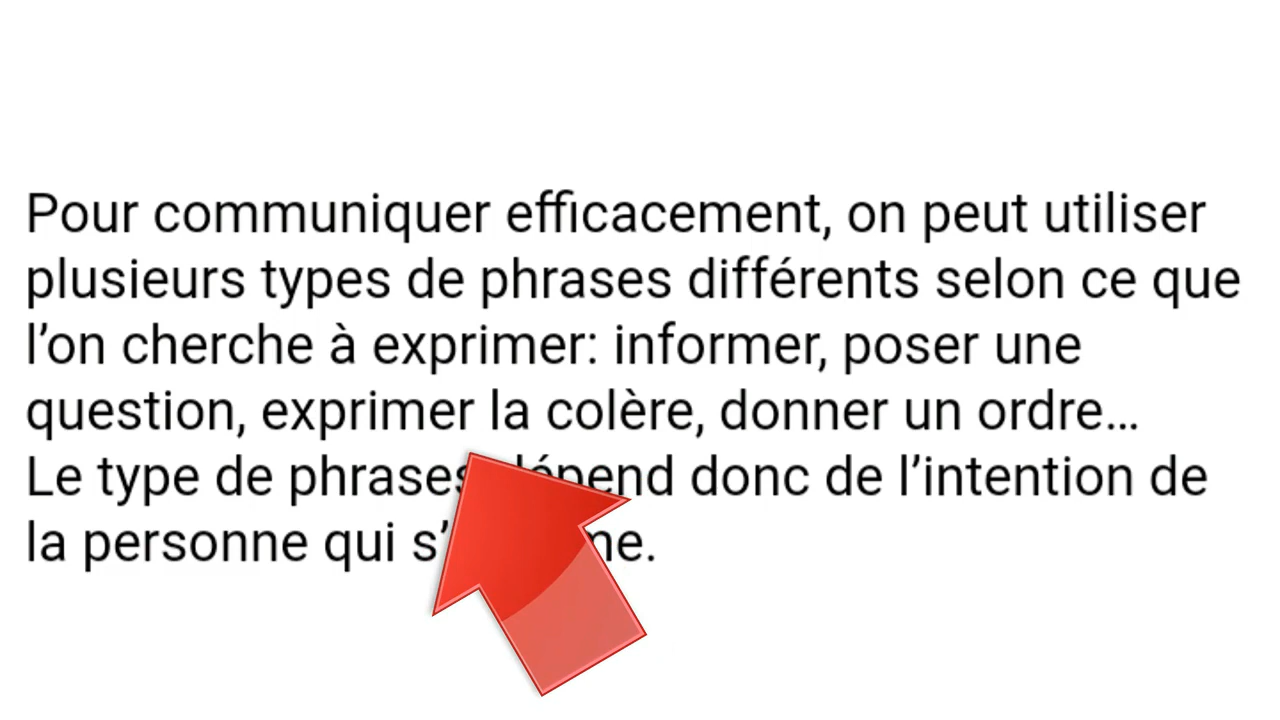 Pour communiquer efficacement, on peut utiliser
plusieurs types de phrases différents selon ce que
l’on cherche à exprimer: informer, poser une
question, exprimer la colère, donner un ordre…
Le type de phrases dépend donc de l’intention de
la personne qui